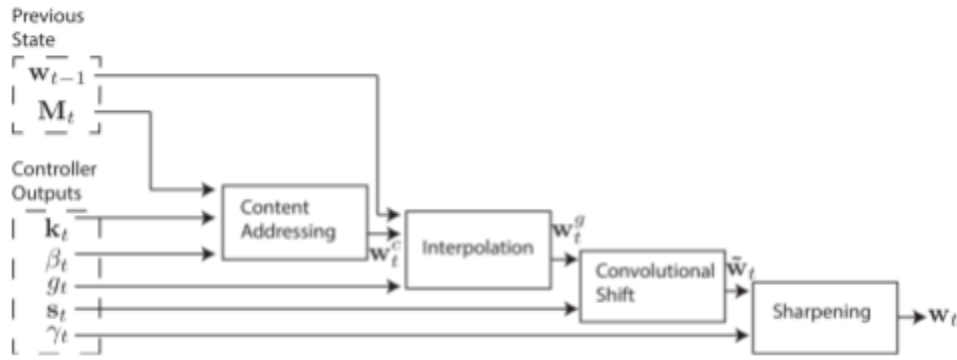 Previous
State
w_{t−1}
M_t
Controller
Outputs
k_t
β_t
g_t
s_t
γ_t
Content
Addressing
w_t^c
Interpolation
w_t^g
Convolutional
Shift
w̃_t
Sharpening
w_t